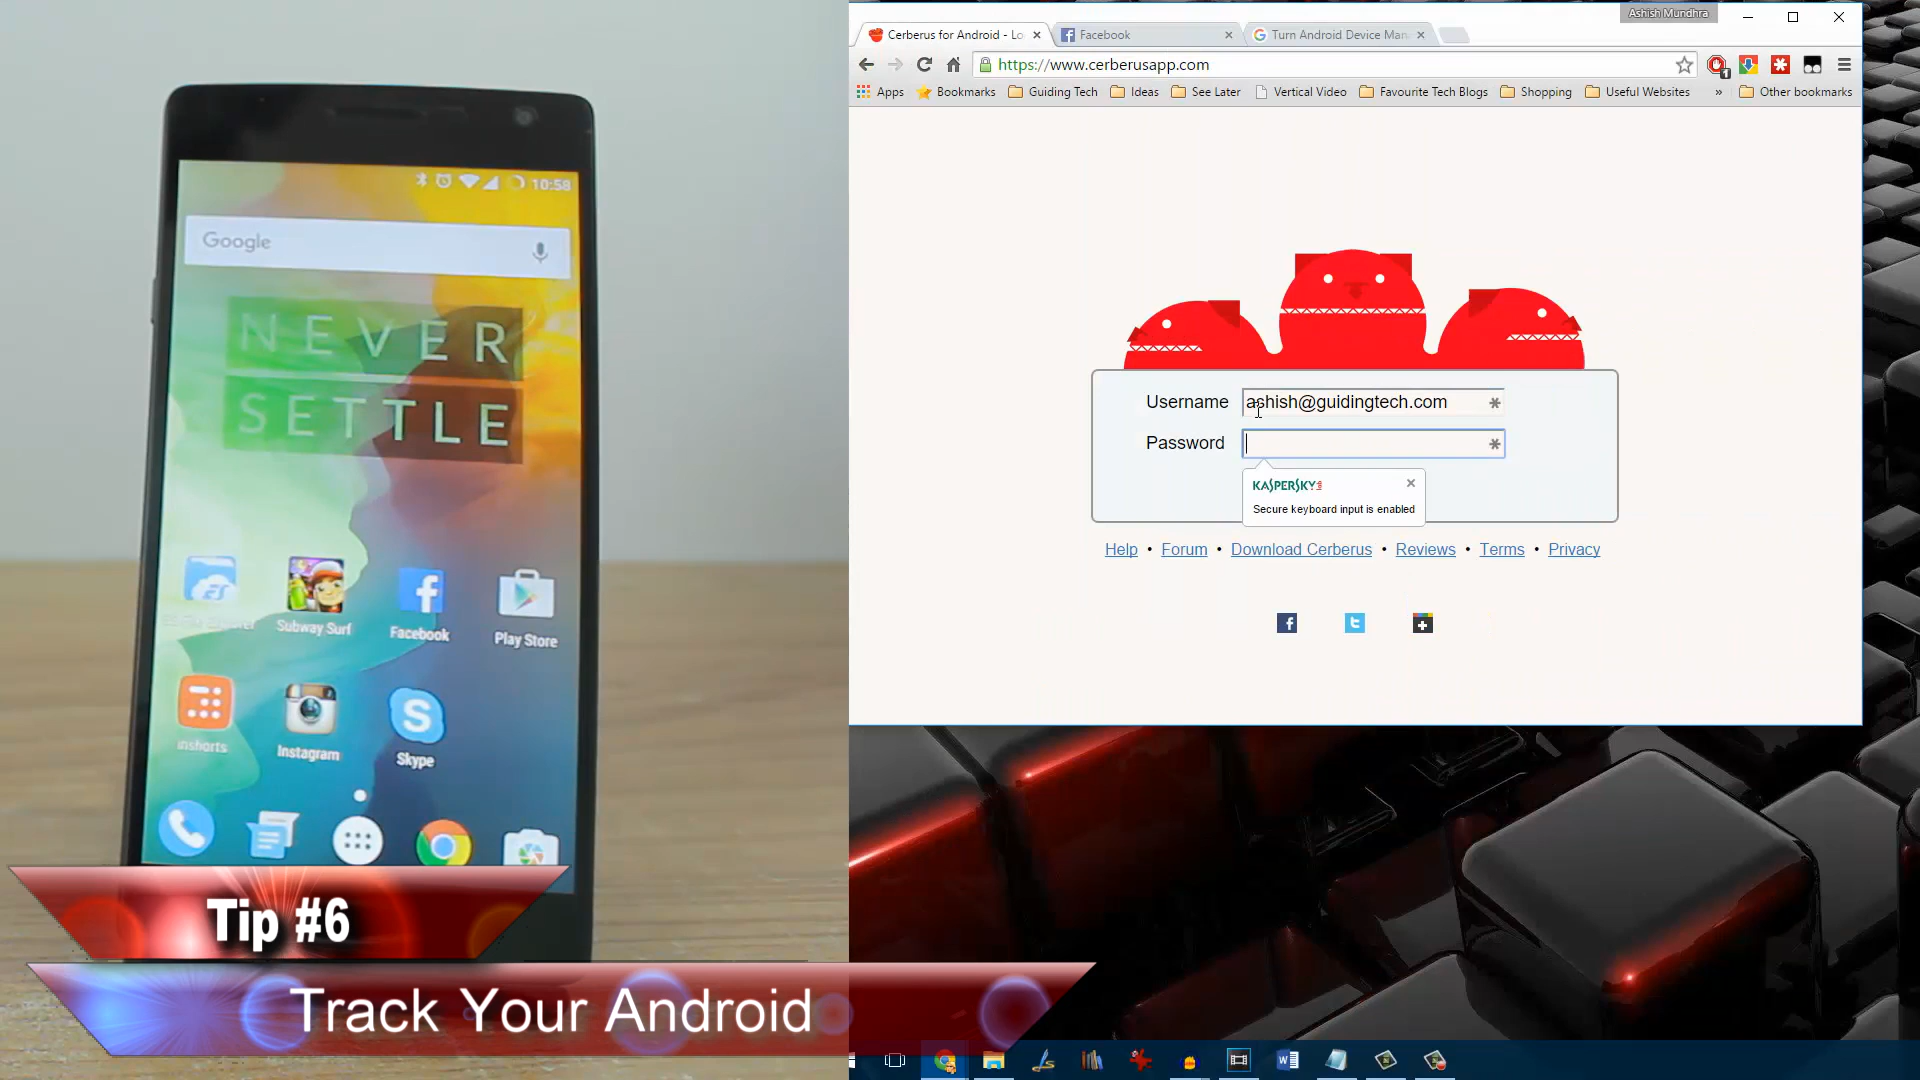 10:58
Google
NEVER
SETTLE
Subway Surf
Facebook
Play Store
inshorts
Instagram
Skype
Tip #6
Track Your Android
Ashish Mundhra
Cerberus for Android - Lo
Facebook
Turn Android Device Man
https://www.cerberusapp.com
Apps Bookmarks Guiding Tech Ideas See Later Vertical Video Favourite Tech Blogs Shopping Useful Websites » Other bookmarks
Username ashish@guidingtech.com
Password
KASPERSKY
Secure keyboard input is enabled
Help • Forum • Download Cerberus • Reviews • Terms • Privacy